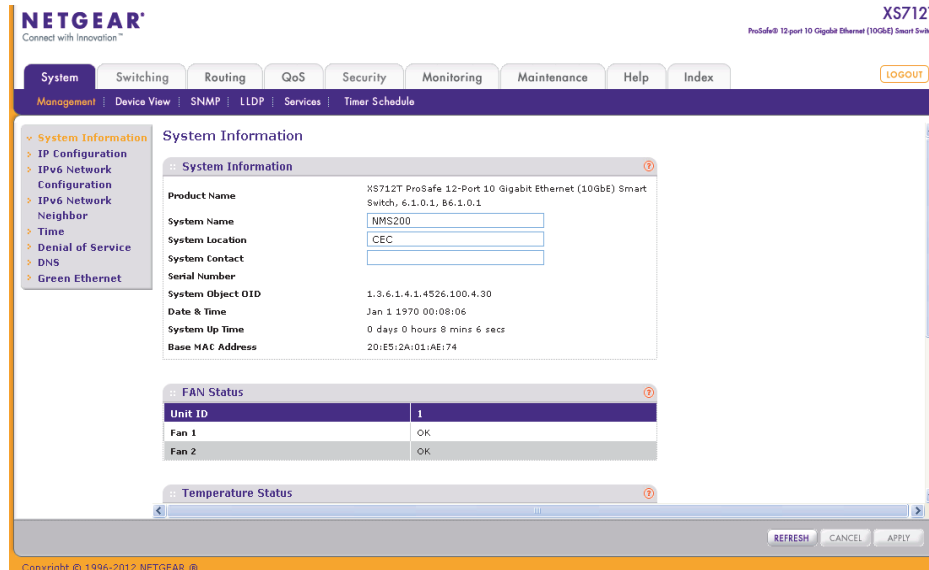 NETGEAR®
Connect with Innovation™
XS712T
ProSafe® 12-port 10 Gigabit Ethernet (10GbE) Smart Swit
System Switching Routing QoS Security Monitoring Maintenance Help Index LOGOUT
Management Device View SNMP LLDP Services Timer Schedule
System Information
IP Configuration
IPv6 Network
Configuration
IPv6 Network
Neighbor
Time
Denial of Service
DNS
Green Ethernet
System Information
System Information
Product Name XS712T ProSafe 12-Port 10 Gigabit Ethernet (10GbE) Smart
Switch, 6.1.0.1, B6.1.0.1
System Name NMS200
System Location CEC
System Contact
Serial Number
System Object OID 1.3.6.1.4.1.4526.100.4.30
Date & Time Jan 1 1970 00:08:06
System Up Time 0 days 0 hours 8 mins 6 secs
Base MAC Address 20:E5:2A:01:AE:74
FAN Status
Unit ID 1
Fan 1 OK
Fan 2 OK
Temperature Status
REFRESH CANCEL APPLY
Copyright © 1996-2012 NETGEAR ®